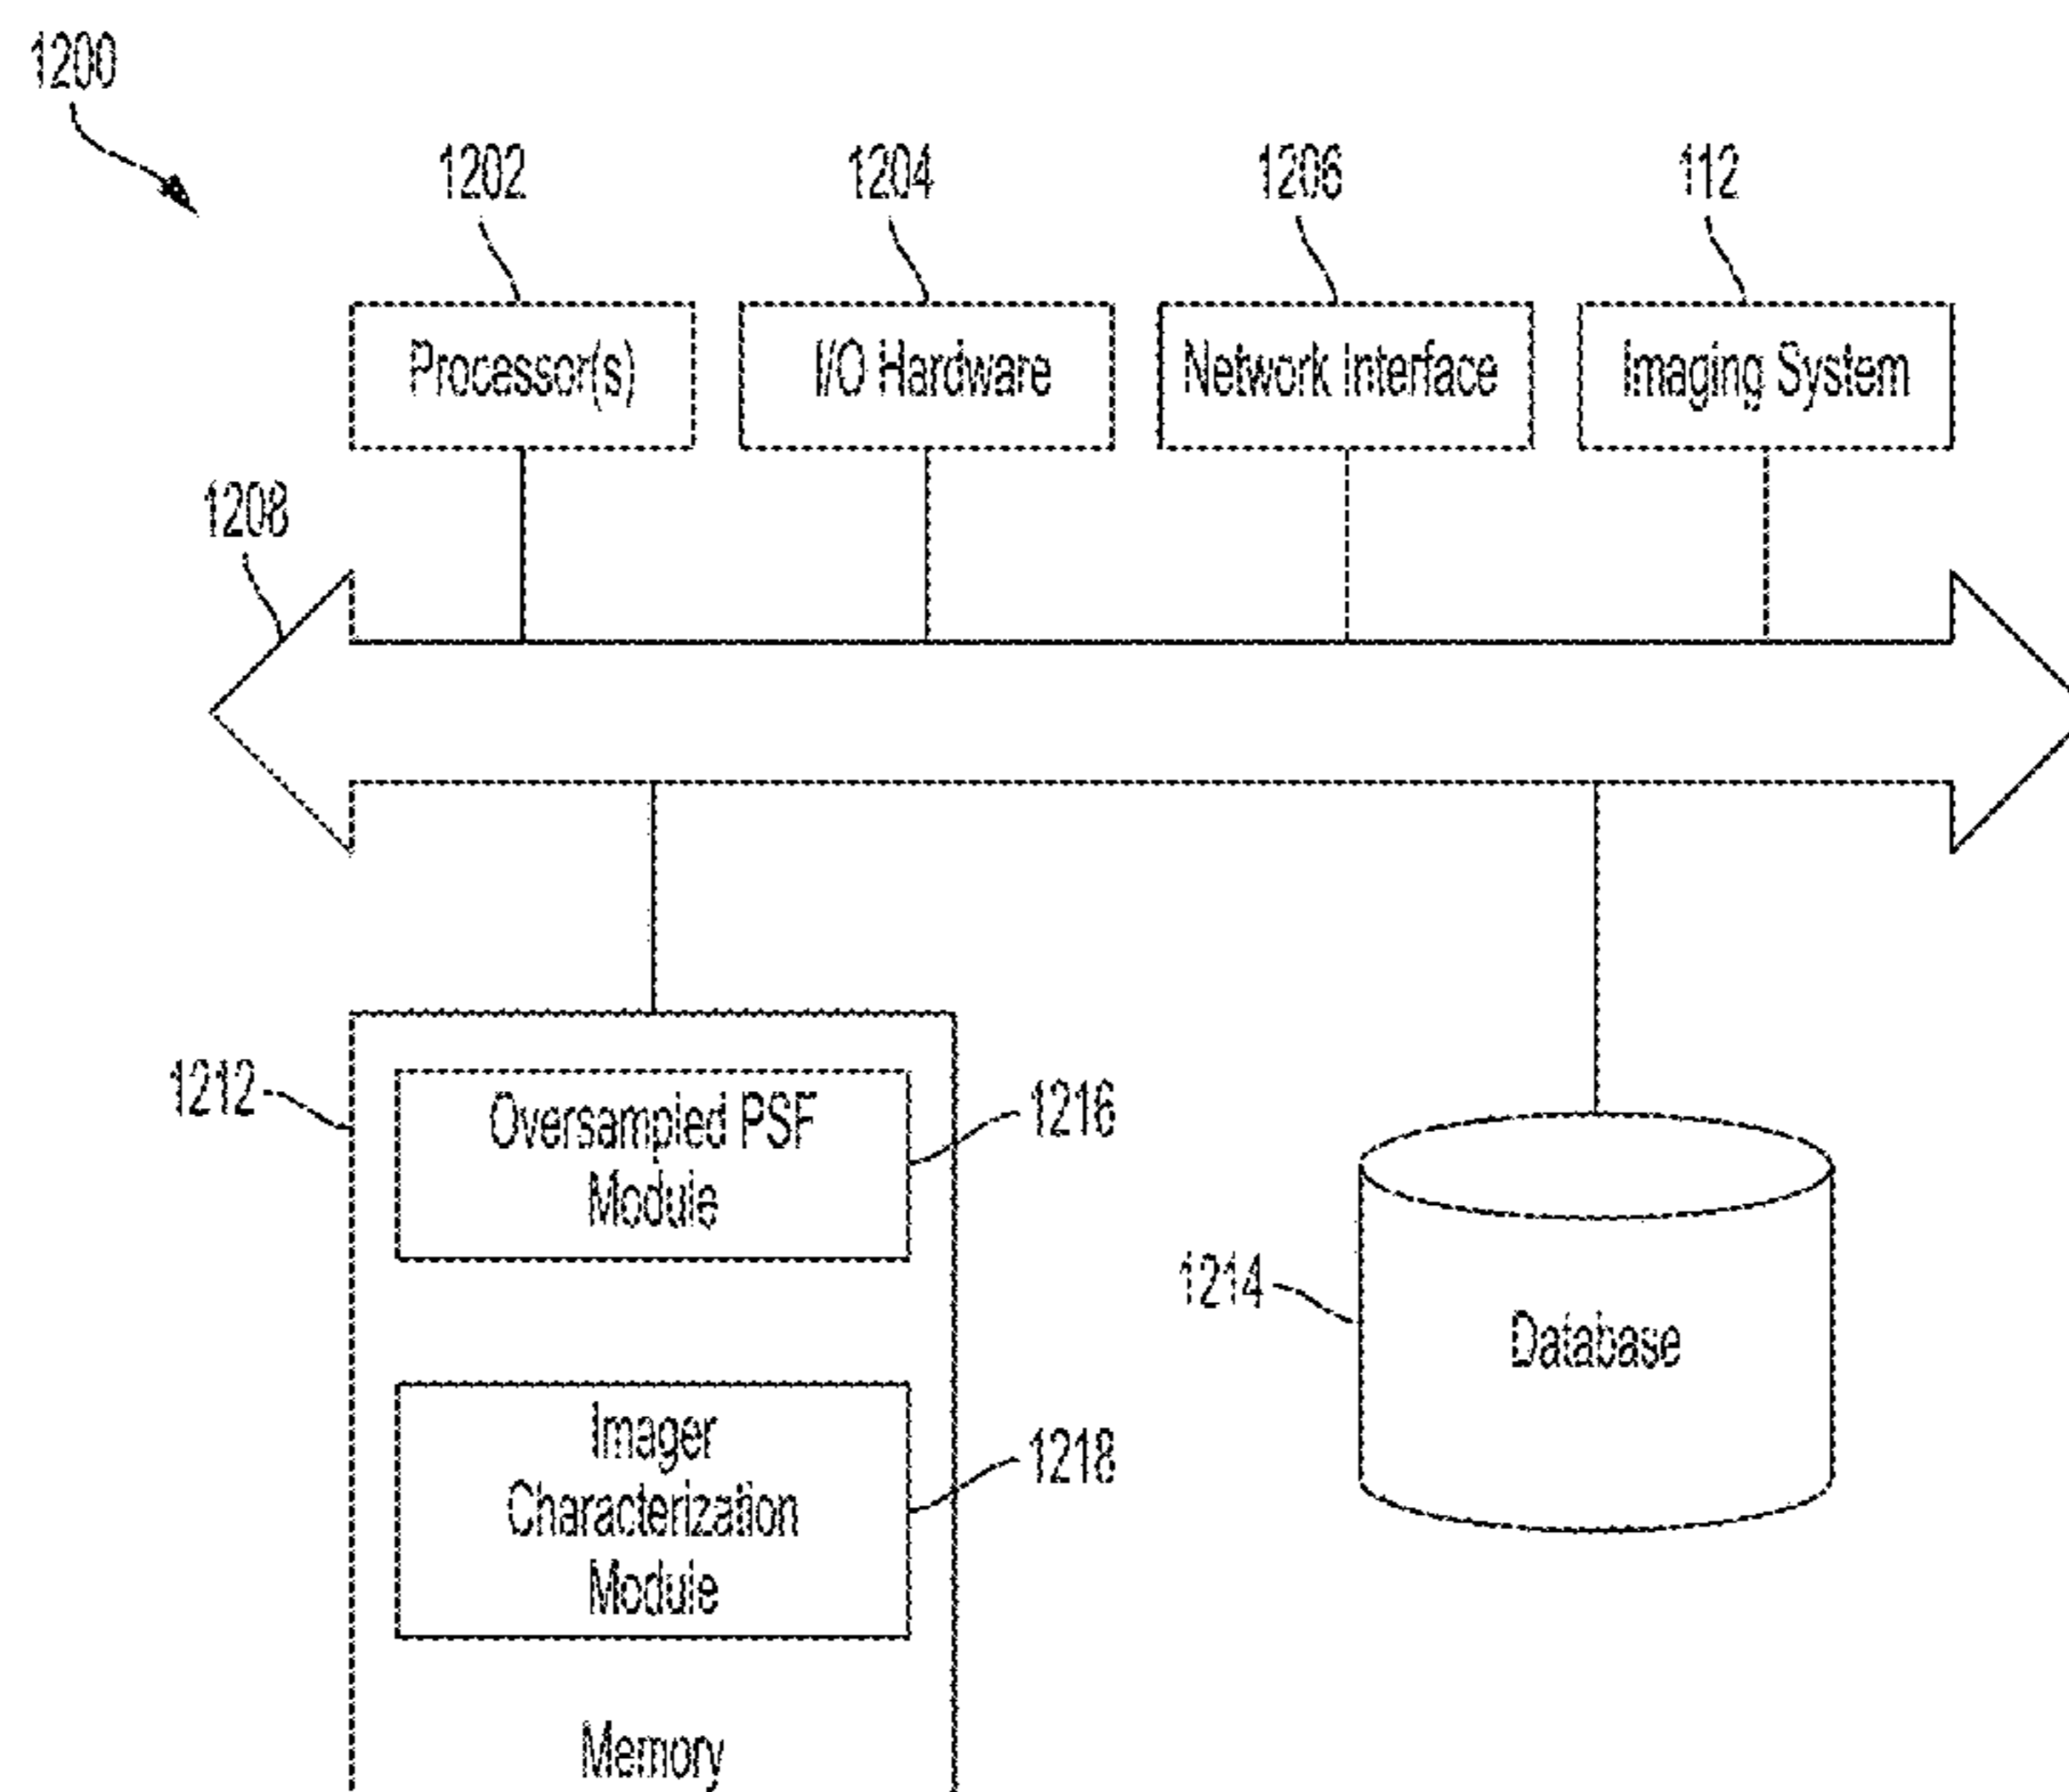 1200
1202
1204
1206
112
Processor(s)
I/O Hardware
Network Interface
Imaging System
1208
1212
Oversampled PSF
Module
1216
1214
Database
Imager
Characterization
Module
1218
Memory